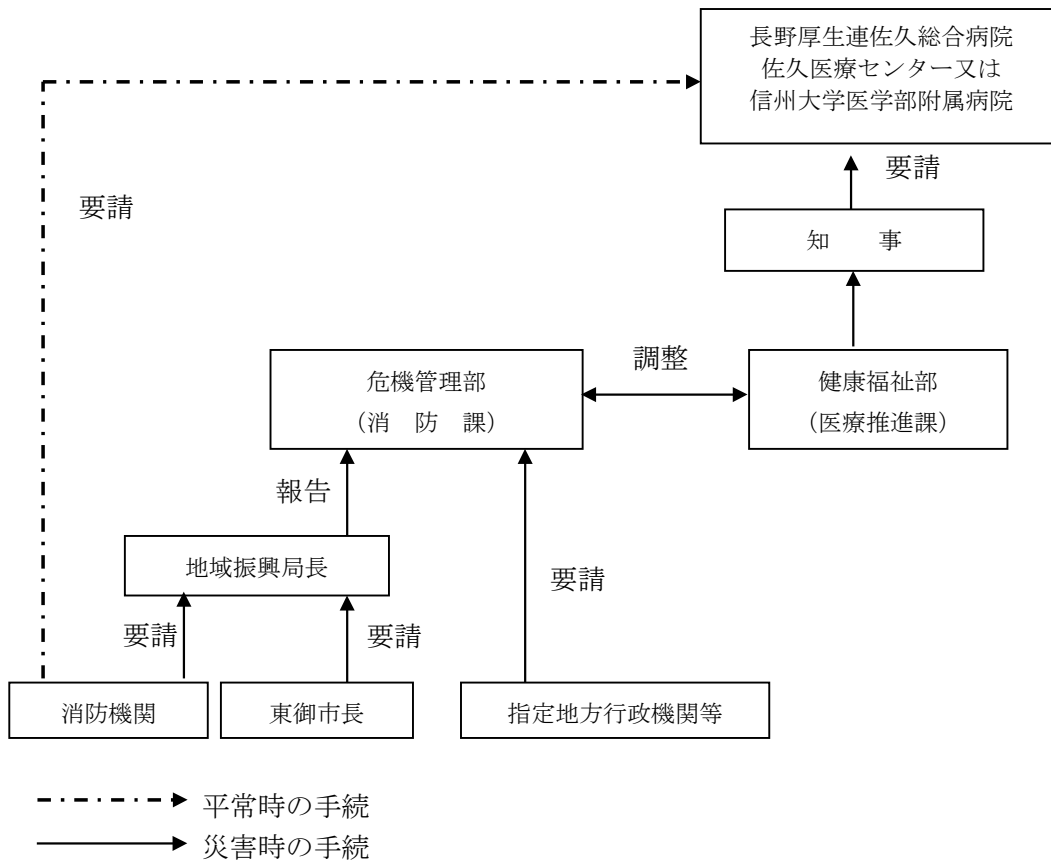 長野厚生連佐久総合病院
佐久医療センター又は
信州大学医学部附属病院
要請
要請
知　　事
調整
危機管理部
（消　防　課）
健康福祉部
（医療推進課）
報告
地域振興局長
要請
要請
要請
消防機関
東御市長
指定地方行政機関等
平常時の手続
災害時の手続